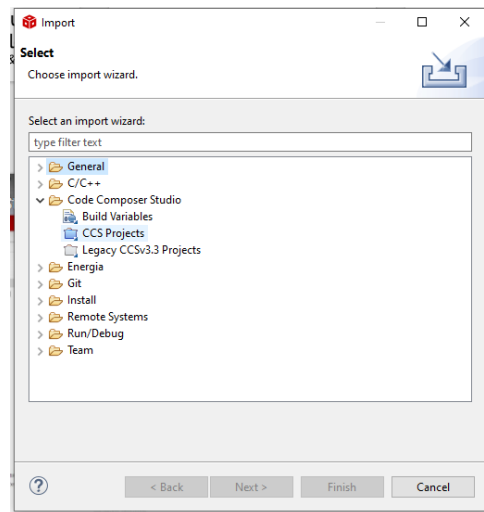 Import
Select
Choose import wizard.
Select an import wizard:
type filter text
General
C/C++
Code Composer Studio
Build Variables
CCS Projects
Legacy CCSv3.3 Projects
Energia
Git
Install
Remote Systems
Run/Debug
Team
?
< Back Next > Finish Cancel